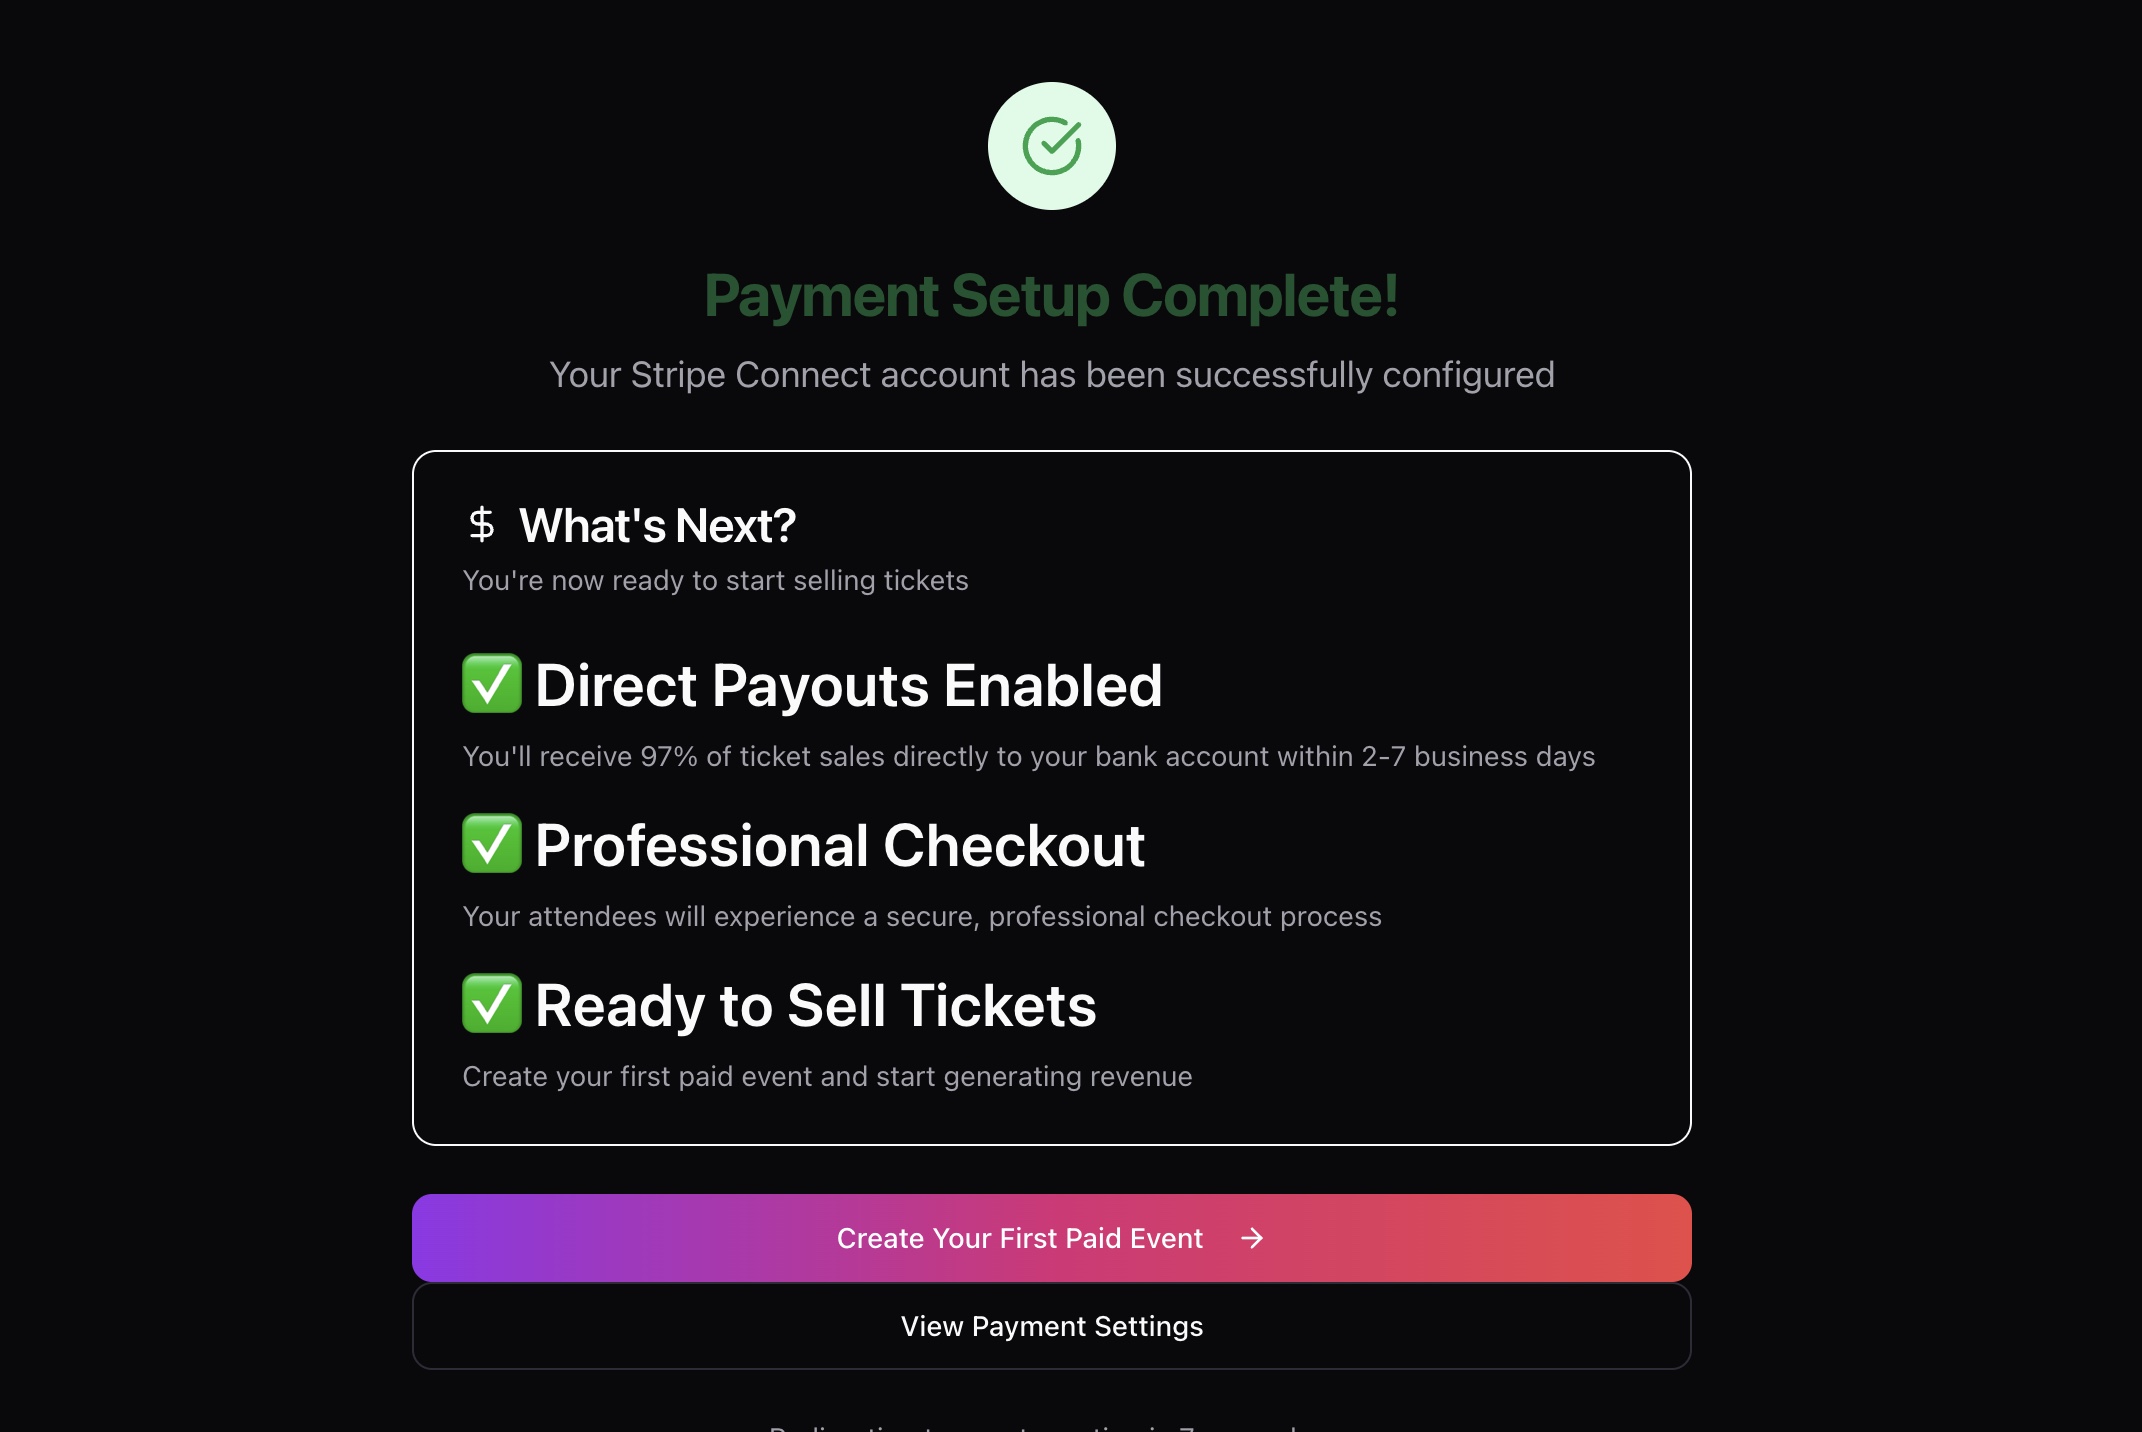 Payment Setup Complete!
Your Stripe Connect account has been successfully configured
$ What's Next?
You're now ready to start selling tickets
✅ Direct Payouts Enabled
You'll receive 97% of ticket sales directly to your bank account within 2-7 business days
✅ Professional Checkout
Your attendees will experience a secure, professional checkout process
✅ Ready to Sell Tickets
Create your first paid event and start generating revenue
Create Your First Paid Event →
View Payment Settings